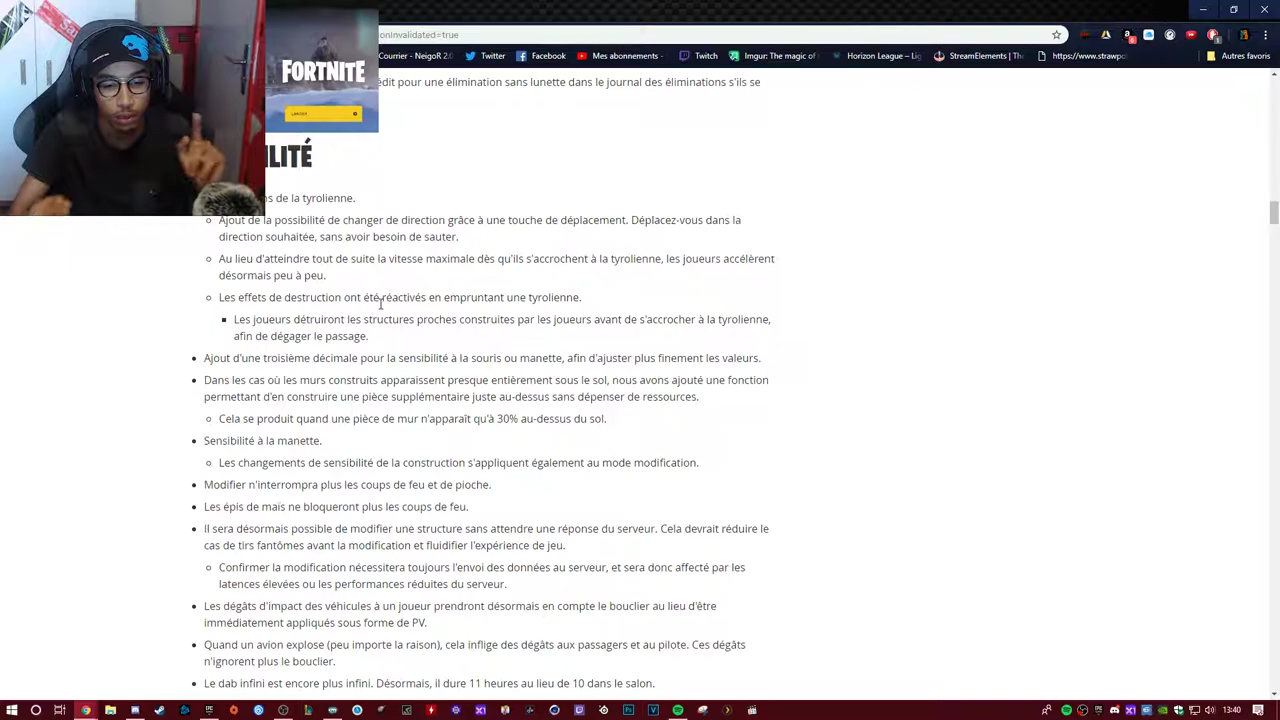 onInvalidated=true
Courrier - NeigoR 2.0
Twitter
Facebook
Mes abonnements -
Twitch
Imgur: The magic of
Horizon League – Lig
StreamElements
https://www.strawp
Autres favoris
FORTNITE
édit pour une élimination sans lunette dans le journal des éliminations s'ils se
ILITÉ
ns de la tyrolienne.
Ajout de la possibilité de changer de direction grâce à une touche de déplacement. Déplacez-vous dans la
direction souhaitée, sans avoir besoin de sauter.
Au lieu d'atteindre tout de suite la vitesse maximale dès qu'ils s'accrochent à la tyrolienne, les joueurs accélèrent
désormais peu à peu.
Les effets de destruction ont été réactivés en empruntant une tyrolienne.
Les joueurs détruiront les structures proches construites par les joueurs avant de s'accrocher à la tyrolienne,
afin de dégager le passage.
Ajout d'une troisième décimale pour la sensibilité à la souris ou manette, afin d'ajuster plus finement les valeurs.
Dans les cas où les murs construits apparaissent presque entièrement sous le sol, nous avons ajouté une fonction
permettant d'en construire une pièce supplémentaire juste au-dessus sans dépenser de ressources.
Cela se produit quand une pièce de mur n'apparaît qu'à 30% au-dessus du sol.
Sensibilité à la manette.
Les changements de sensibilité de la construction s'appliquent également au mode modification.
Modifier n'interrompra plus les coups de feu et de pioche.
Les épis de maïs ne bloqueront plus les coups de feu.
Il sera désormais possible de modifier une structure sans attendre une réponse du serveur. Cela devrait réduire le
cas de tirs fantômes avant la modification et fluidifier l'expérience de jeu.
Confirmer la modification nécessitera toujours l'envoi des données au serveur, et sera donc affecté par les
latences élevées ou les performances réduites du serveur.
Les dégâts d'impact des véhicules à un joueur prendront désormais en compte le bouclier au lieu d'être
immédiatement appliqués sous forme de PV.
Quand un avion explose (peu importe la raison), cela inflige des dégâts aux passagers et au pilote. Ces dégâts
n'ignorent plus le bouclier.
Le dab infini est encore plus infini. Désormais, il dure 11 heures au lieu de 10 dans le salon.
13:40